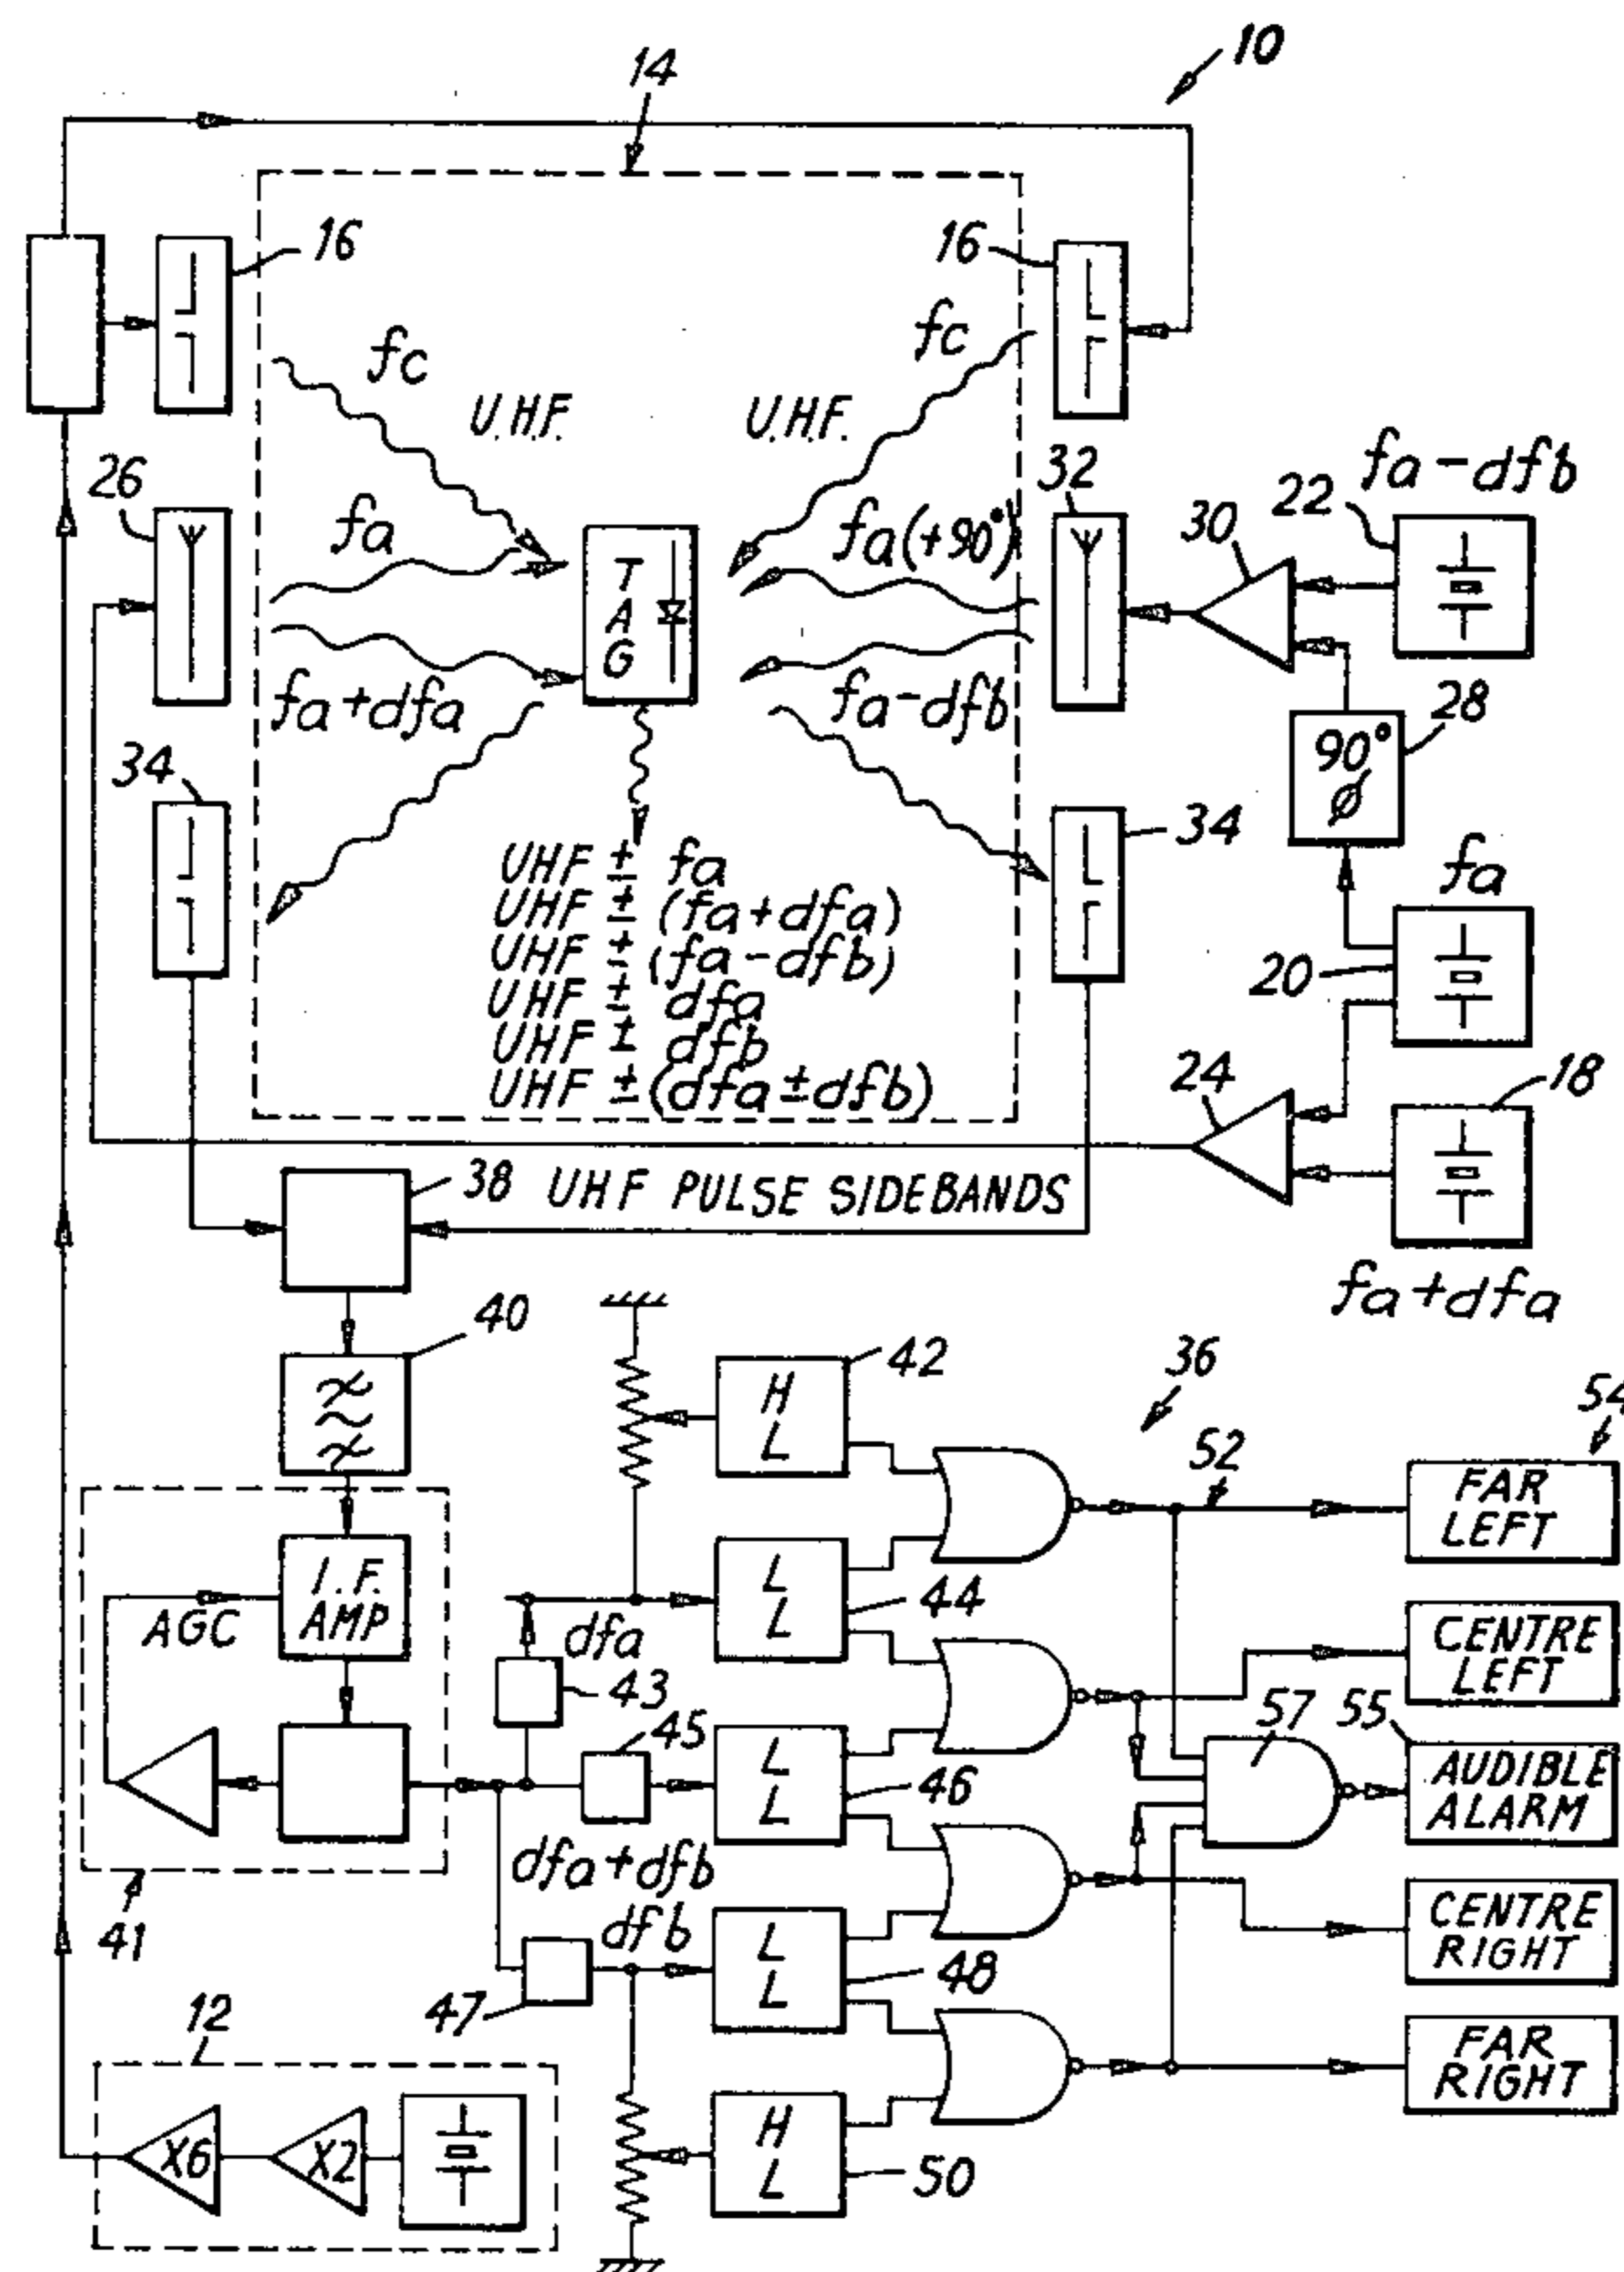 10
14
16
16
fc
fc
U.H.F.
U.H.F.
26
32
30
22
fa - dfb
fa
fa (+90°)
T
A
G
fa + dfa
fa - dfb
28
90°
ø
34
34
fa
20
UHF ± fa
UHF ± (fa + dfa)
UHF ± (fa - dfb)
UHF ± dfa
UHF ± dfb
UHF ± (dfa ± dfb)
24
18
38
UHF PULSE SIDEBANDS
fa + dfa
40
42
H
L
36
52
54
FAR
LEFT
I.F.
AMP
AGC
L
L
44
dfa
43
CENTRE
LEFT
45
L
L
46
57
55
AUDIBLE
ALARM
dfa + dfb
41
dfb
47
L
L
48
CENTRE
RIGHT
12
X6
X2
H
L
50
FAR
RIGHT